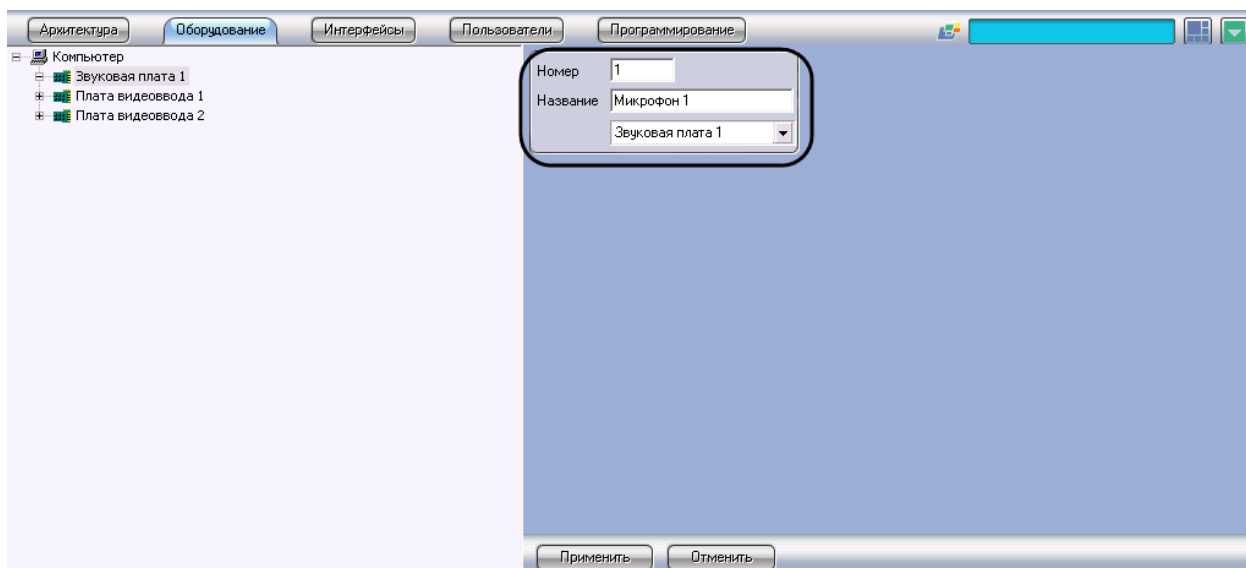 Архитектура Оборудование Интерфейсы Пользователи Программирование
Компьютер
Звуковая плата 1
Плата видеоввода 1
Плата видеоввода 2
Номер 1
Название Микрофон 1
Звуковая плата 1
Применить Отменить